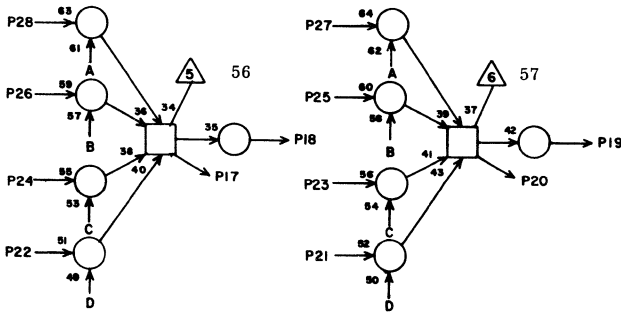 63 64
P28 P27
61 62
5 56 6 57
A A
59 60
P26 P25
36 34 39 37
57 58
35 P18 42 P19
B B
38 41
55 40 56 43
P24 P17 P23 P20
53 54
C C
51 52
P22 P21
49 50
D D